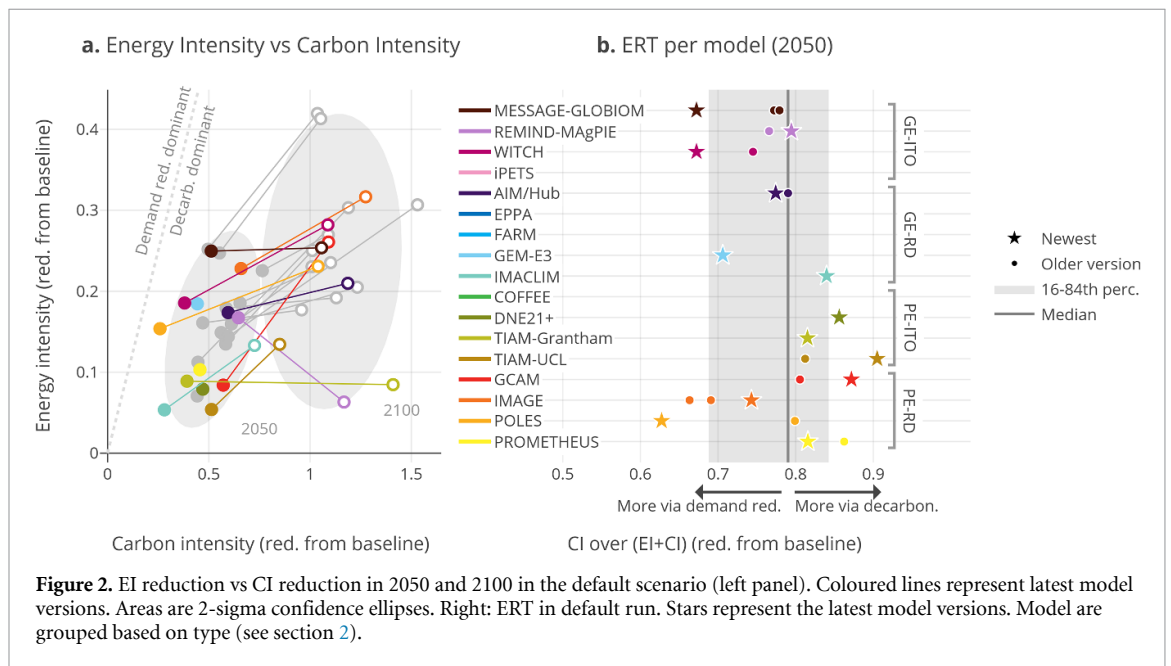 a. Energy Intensity vs Carbon Intensity
b. ERT per model (2050)
Energy intensity (red. from baseline)
0.4
0.3
0.2
0.1
0
Demand red. dominant
Decarb. dominant
2050
2100
0
0.5
1
1.5
Carbon intensity (red. from baseline)
MESSAGE-GLOBIOM
REMIND-MAgPIE
WITCH
iPETS
AIM/Hub
EPPA
FARM
GEM-E3
IMACLIM
COFFEE
DNE21+
TIAM-Grantham
TIAM-UCL
GCAM
IMAGE
POLES
PROMETHEUS
GE-ITO
GE-RD
PE-ITO
PE-RD
0.5
0.6
0.7
0.8
0.9
More via demand red.
More via decarbon.
CI over (EI+CI) (red. from baseline)
Newest
Older version
16-84th perc.
Median
Figure 2. EI reduction vs CI reduction in 2050 and 2100 in the default scenario (left panel). Coloured lines represent latest model
versions. Areas are 2-sigma confidence ellipses. Right: ERT in default run. Stars represent the latest model versions. Model are
grouped based on type (see section 2).